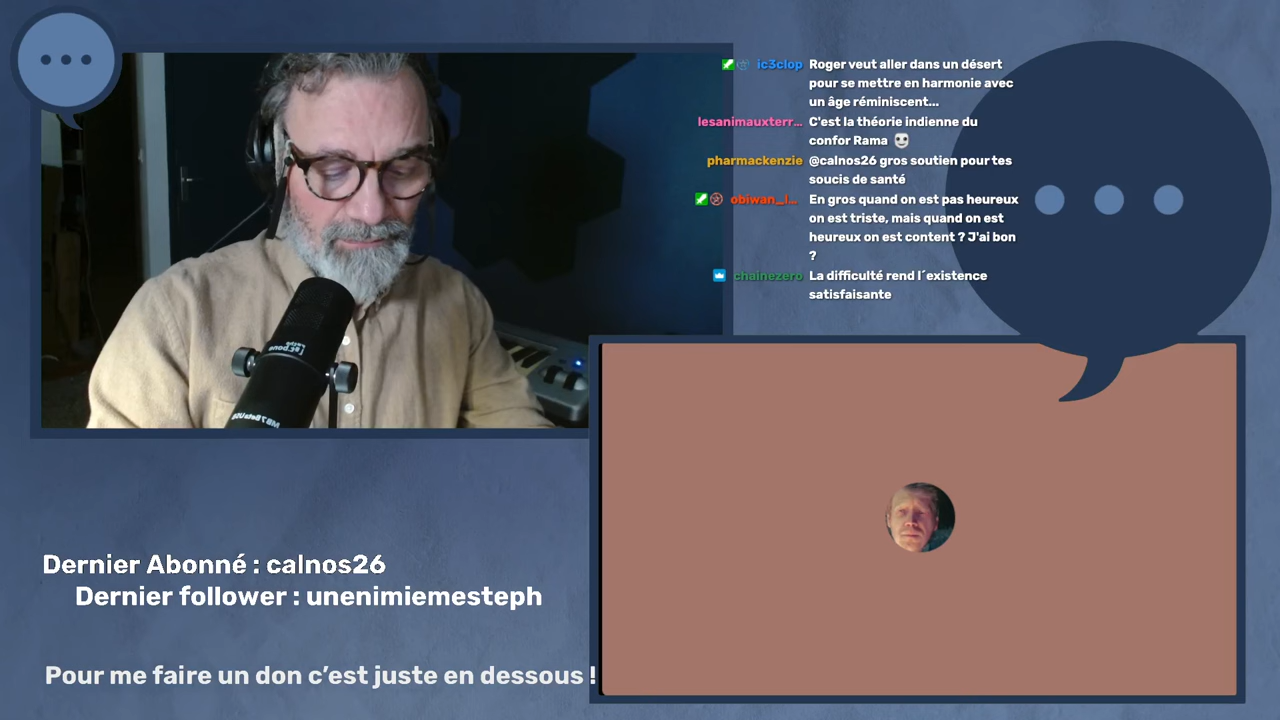 ic3clop Roger veut aller dans un désert
pour se mettre en harmonie avec
un âge réminiscent...
lesanimauxterr... C'est la théorie indienne du
confor Rama
pharmackenzie @calnos26 gros soutien pour tes
soucis de santé
obiwan_l... En gros quand on est pas heureux
on est triste, mais quand on est
heureux on est content ? J'ai bon
?
chainezero La difficulté rend l´existence
satisfaisante
Dernier Abonné : calnos26
Dernier follower : unenimiemesteph
Pour me faire un don c’est juste en dessous !